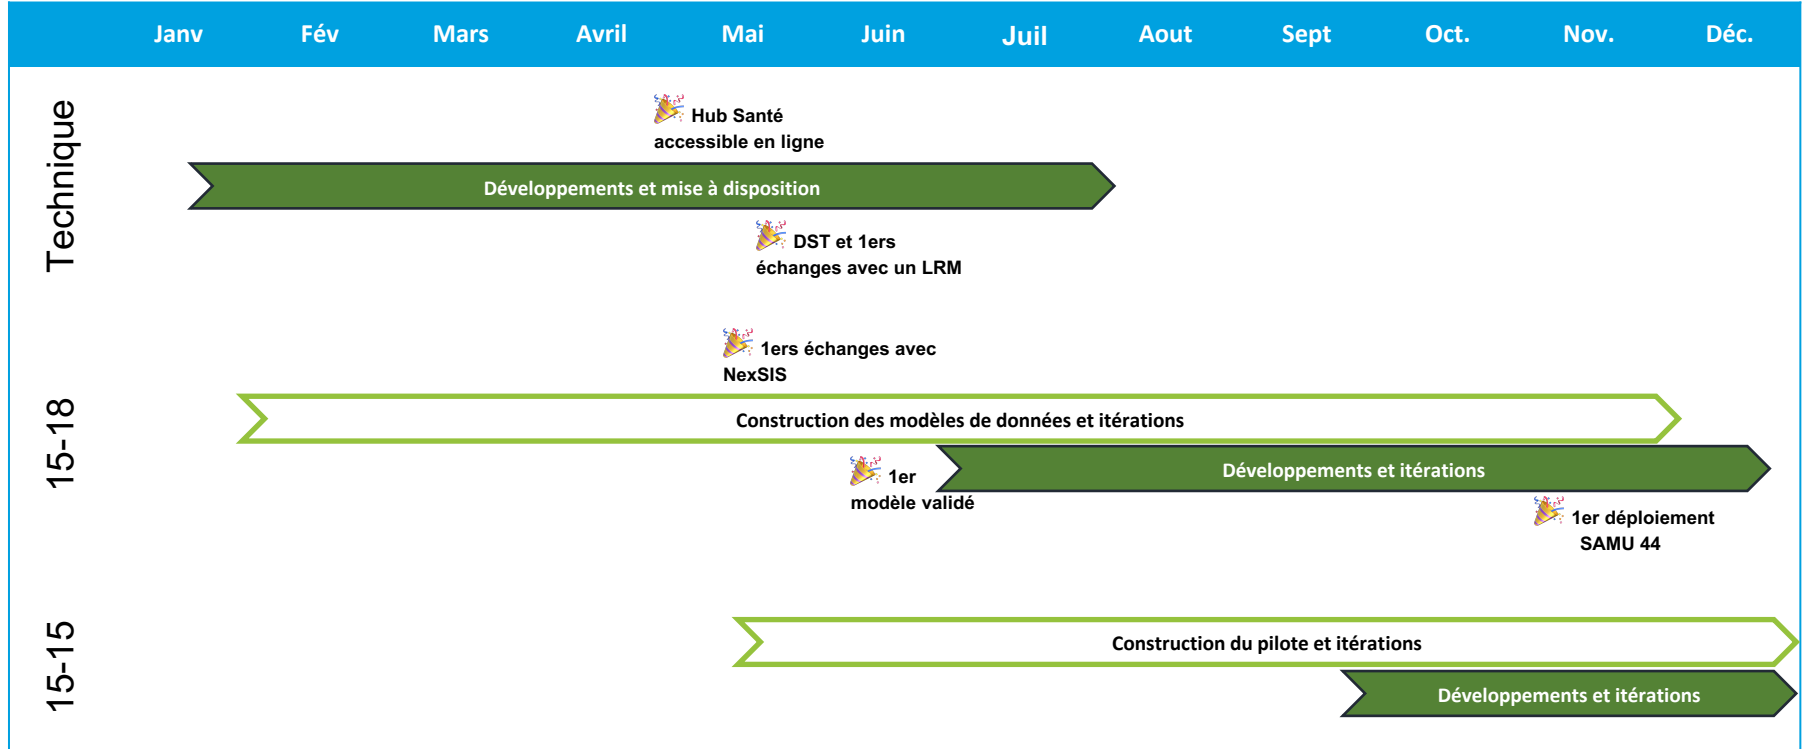 Janv Fév Mars Avril Mai Juin Juil Aout Sept Oct. Nov. Déc.
Technique
Hub Santé
accessible en ligne
Développements et mise à disposition
DST et 1ers
échanges avec un LRM
15-18
1ers échanges avec
NexSIS
Construction des modèles de données et itérations
Développements et itérations
1er
modèle validé
1er déploiement
SAMU 44
15-15
Construction du pilote et itérations
Développements et itérations